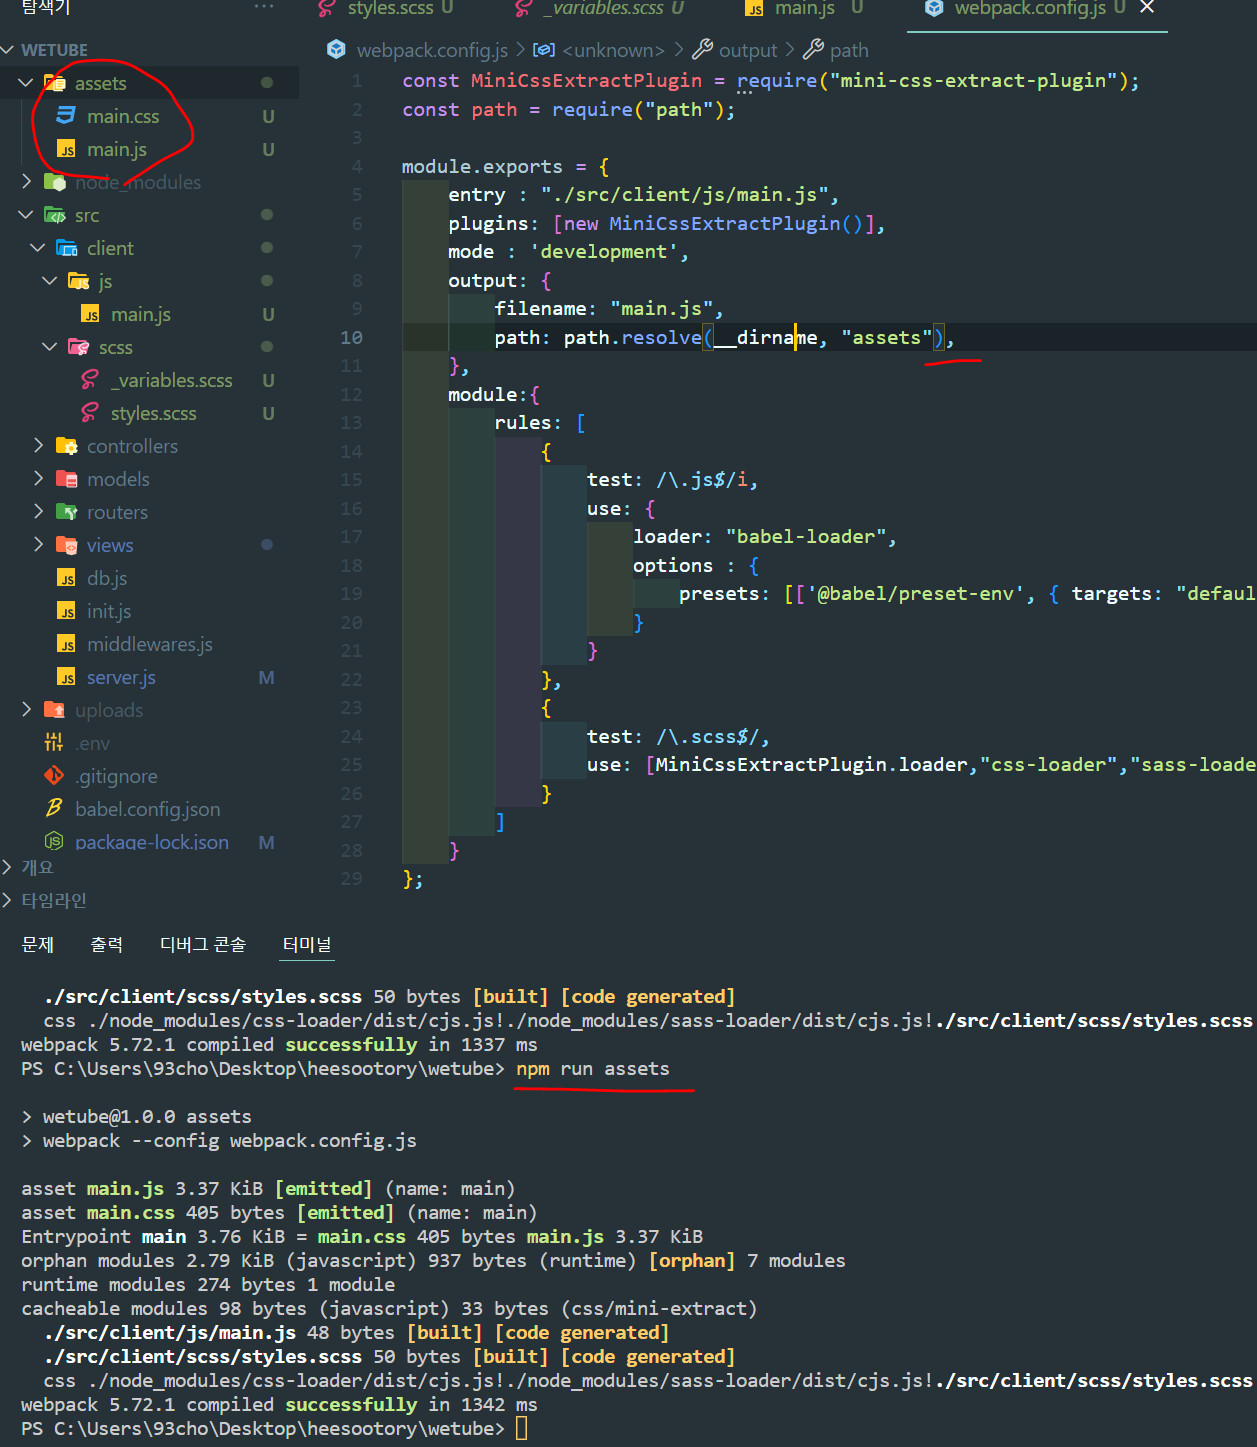 탐색기 ···
styles.scss U _variables.scss U main.js U webpack.config.js U
WETUBE
webpack.config.js > <unknown> > output > path
assets
main.css U
main.js U
node_modules
src
client
js
main.js U
scss
_variables.scss U
styles.scss U
controllers
models
routers
views
db.js
init.js
middlewares.js
server.js M
uploads
.env
.gitignore
babel.config.json
package-lock.json M
개요
타임라인
1 const MiniCssExtractPlugin = require("mini-css-extract-plugin");
2 const path = require("path");
3
4 module.exports = {
5 entry : "./src/client/js/main.js",
6 plugins: [new MiniCssExtractPlugin()],
7 mode : 'development',
8 output: {
9 filename: "main.js",
10 path: path.resolve(__dirname, "assets"),
11 },
12 module:{
13 rules: [
14 {
15 test: /\.js$/i,
16 use: {
17 loader: "babel-loader",
18 options : {
19 presets: [['@babel/preset-env', { targets: "defaul
20 }
21 }
22 },
23 {
24 test: /\.scss$/,
25 use: [MiniCssExtractPlugin.loader,"css-loader","sass-loade
26 }
27 ]
28 }
29 };
문제 출력 디버그 콘솔 터미널
./src/client/scss/styles.scss 50 bytes [built] [code generated]
css ./node_modules/css-loader/dist/cjs.js!./node_modules/sass-loader/dist/cjs.js!./src/client/scss/styles.scss
webpack 5.72.1 compiled successfully in 1337 ms
PS C:\Users\93cho\Desktop\heesootory\wetube> npm run assets
> wetube@1.0.0 assets
> webpack --config webpack.config.js
asset main.js 3.37 KiB [emitted] (name: main)
asset main.css 405 bytes [emitted] (name: main)
Entrypoint main 3.76 KiB = main.css 405 bytes main.js 3.37 KiB
orphan modules 2.79 KiB (javascript) 937 bytes (runtime) [orphan] 7 modules
runtime modules 274 bytes 1 module
cacheable modules 98 bytes (javascript) 33 bytes (css/mini-extract)
./src/client/js/main.js 48 bytes [built] [code generated]
./src/client/scss/styles.scss 50 bytes [built] [code generated]
css ./node_modules/css-loader/dist/cjs.js!./node_modules/sass-loader/dist/cjs.js!./src/client/scss/styles.scss
webpack 5.72.1 compiled successfully in 1342 ms
PS C:\Users\93cho\Desktop\heesootory\wetube>